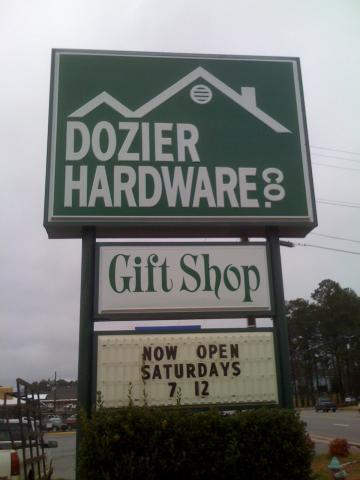 DOZIER
HARDWARE CO.
Gift Shop
NOW OPEN
SATURDAYS
7 12